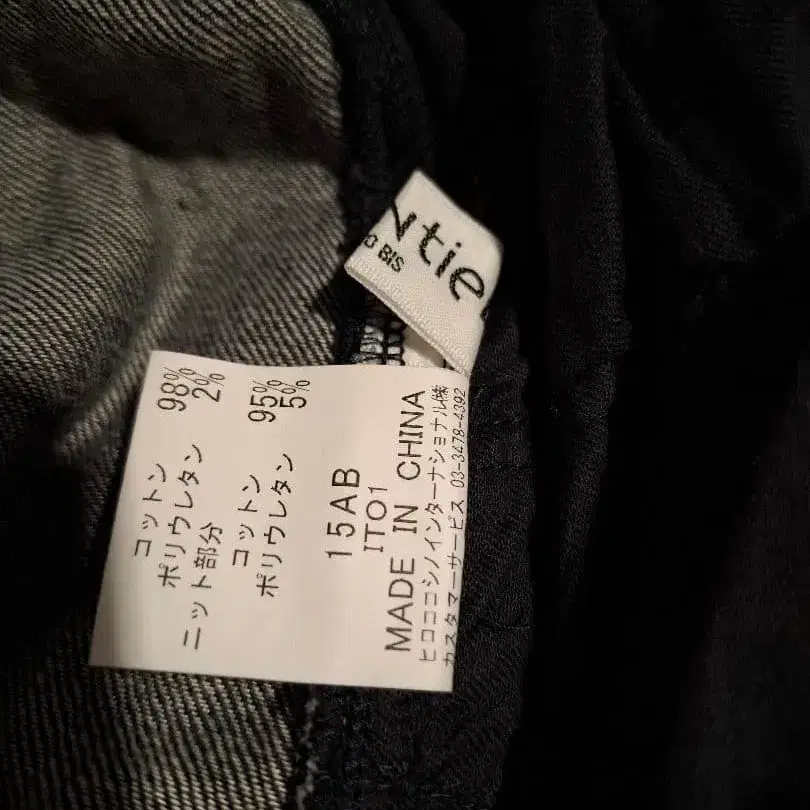 ntie
O BIS
コットン 98%
ポリウレタン 2%
ニット部分
コットン 95%
ポリウレタン 5%
15AB
ITO1
MADE IN CHINA
ヒロココシノインターナショナル㈱
カスタマーサービス 03-3478-4392